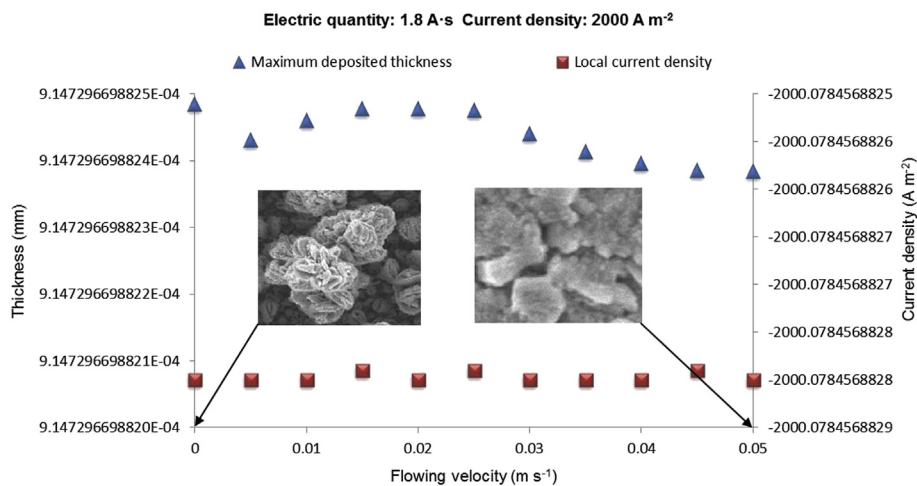 Electric quantity: 1.8 A·s Current density: 2000 A m-2
Maximum deposited thickness
Local current density
9.147296698825E-04
9.147296698824E-04
9.147296698823E-04
9.147296698822E-04
9.147296698821E-04
9.147296698820E-04
Thickness (mm)
-2000.0784568825
-2000.0784568826
-2000.0784568826
-2000.0784568827
-2000.0784568827
-2000.0784568828
-2000.0784568828
-2000.0784568829
Current density (A m-2)
0 0.01 0.02 0.03 0.04 0.05
Flowing velocity (m s-1)